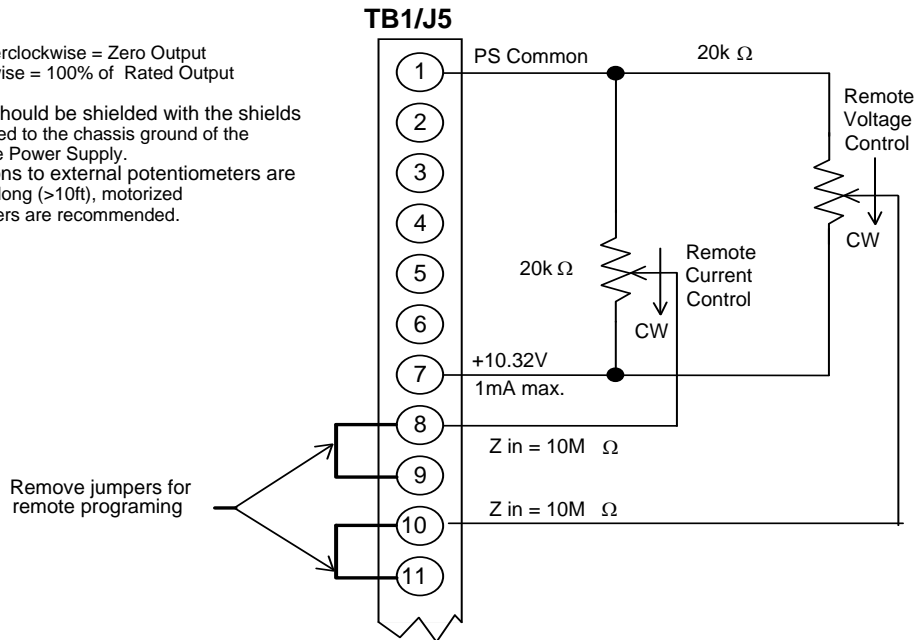 TB1/J5
erclockwise = Zero Output
ise = 100% of Rated Output
hould be shielded with the shields
ed to the chassis ground of the
e Power Supply.
ons to external potentiometers are
long (>10ft), motorized
ers are recommended.
1
2
3
4
5
6
7
8
9
10
11
PS Common
20k Ω
Remote
Voltage
Control
CW
20k Ω
Remote
Current
Control
CW
+10.32V
1mA max.
Z in = 10M Ω
Z in = 10M Ω
Remove jumpers for
remote programing